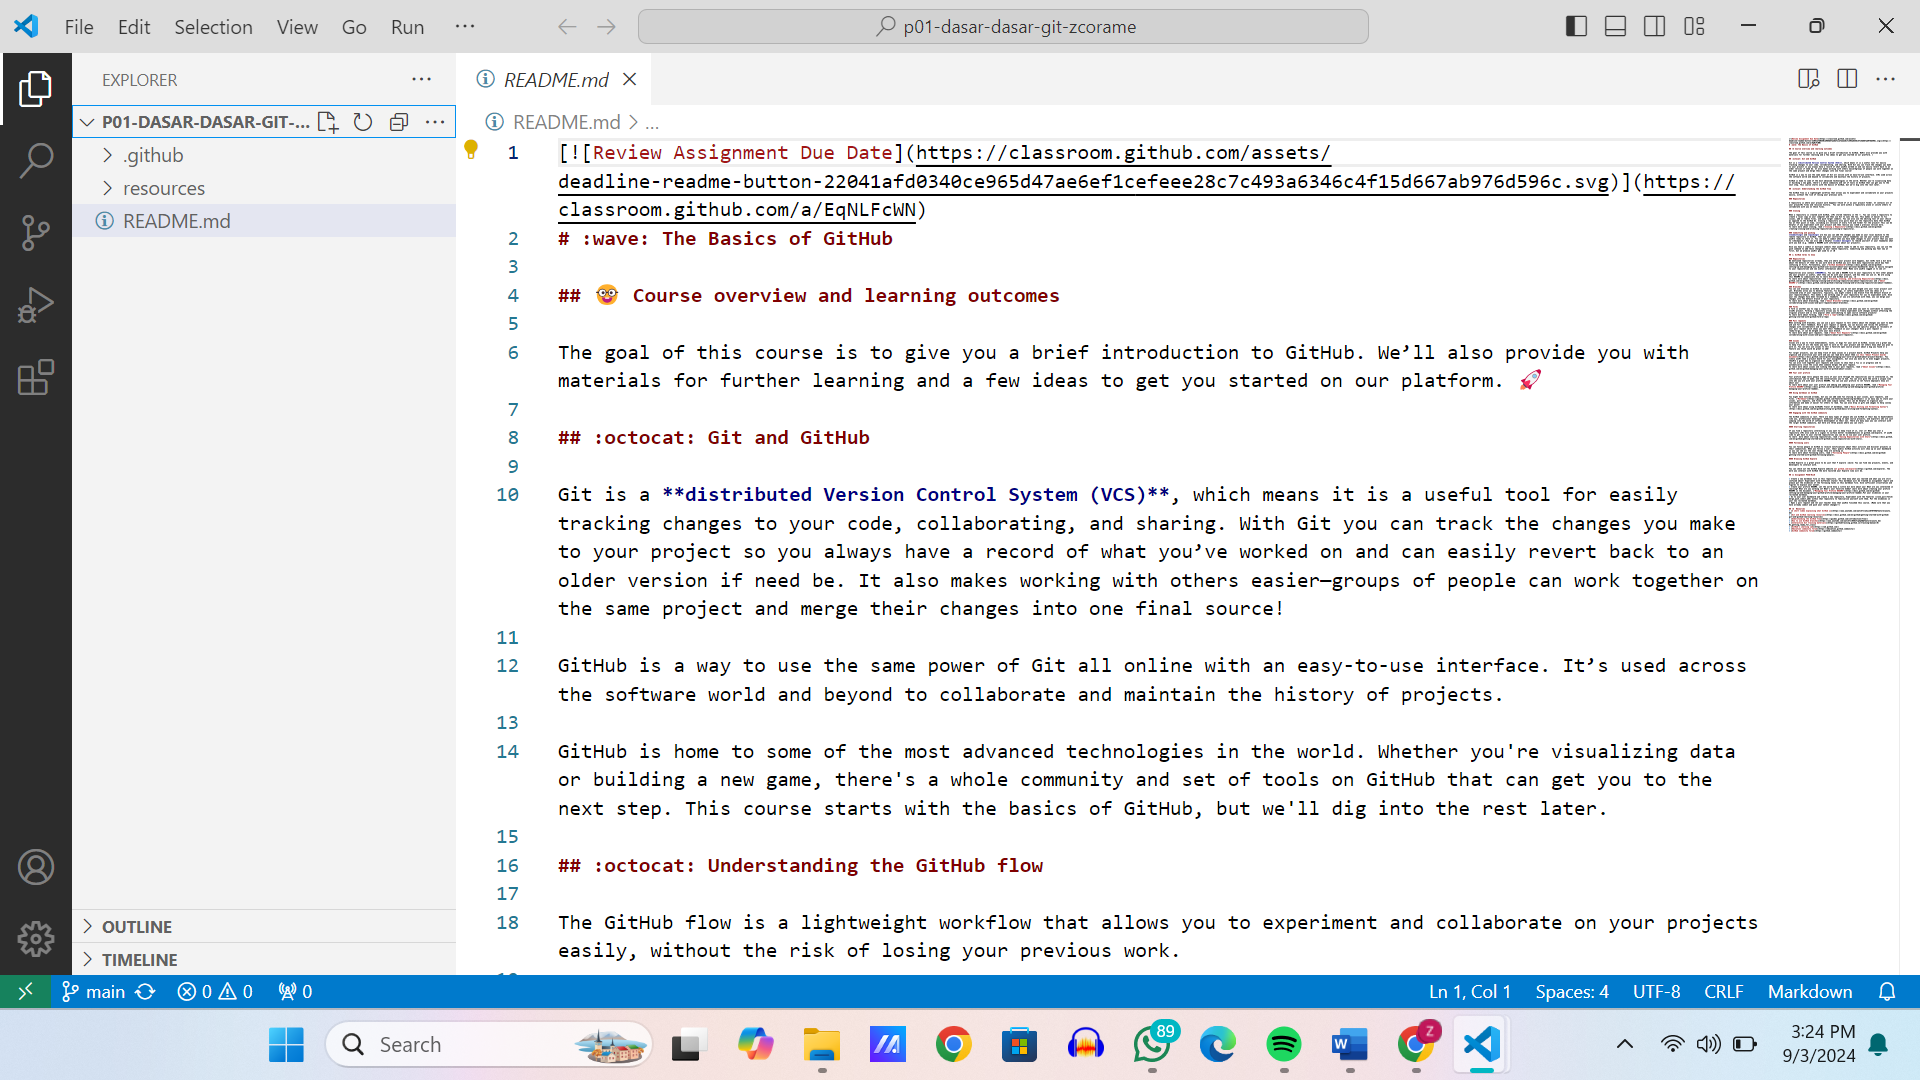 File Edit Selection View Go Run ...
p01-dasar-dasar-git-zcorame
EXPLORER
P01-DASAR-DASAR-GIT-...
.github
resources
README.md
OUTLINE
TIMELINE
README.md
README.md > ...
1 [![Review Assignment Due Date](https://classroom.github.com/assets/
deadline-readme-button-22041afd0340ce965d47ae6ef1cefeee28c7c493a6346c4f15d667ab976d596c.svg)](https://
classroom.github.com/a/EqNLFcWN)
2 # :wave: The Basics of GitHub
3
4 ## 🤓 Course overview and learning outcomes
5
6 The goal of this course is to give you a brief introduction to GitHub. We’ll also provide you with
materials for further learning and a few ideas to get you started on our platform. 🚀
7
8 ## :octocat: Git and GitHub
9
10 Git is a **distributed Version Control System (VCS)**, which means it is a useful tool for easily
tracking changes to your code, collaborating, and sharing. With Git you can track the changes you make
to your project so you always have a record of what you’ve worked on and can easily revert back to an
older version if need be. It also makes working with others easier—groups of people can work together on
the same project and merge their changes into one final source!
11
12 GitHub is a way to use the same power of Git all online with an easy-to-use interface. It’s used across
the software world and beyond to collaborate and maintain the history of projects.
13
14 GitHub is home to some of the most advanced technologies in the world. Whether you're visualizing data
or building a new game, there's a whole community and set of tools on GitHub that can get you to the
next step. This course starts with the basics of GitHub, but we'll dig into the rest later.
15
16 ## :octocat: Understanding the GitHub flow
17
18 The GitHub flow is a lightweight workflow that allows you to experiment and collaborate on your projects
easily, without the risk of losing your previous work.
main 0 0 0
Ln 1, Col 1 Spaces: 4 UTF-8 CRLF Markdown
Search
89
Z
3:24 PM
9/3/2024